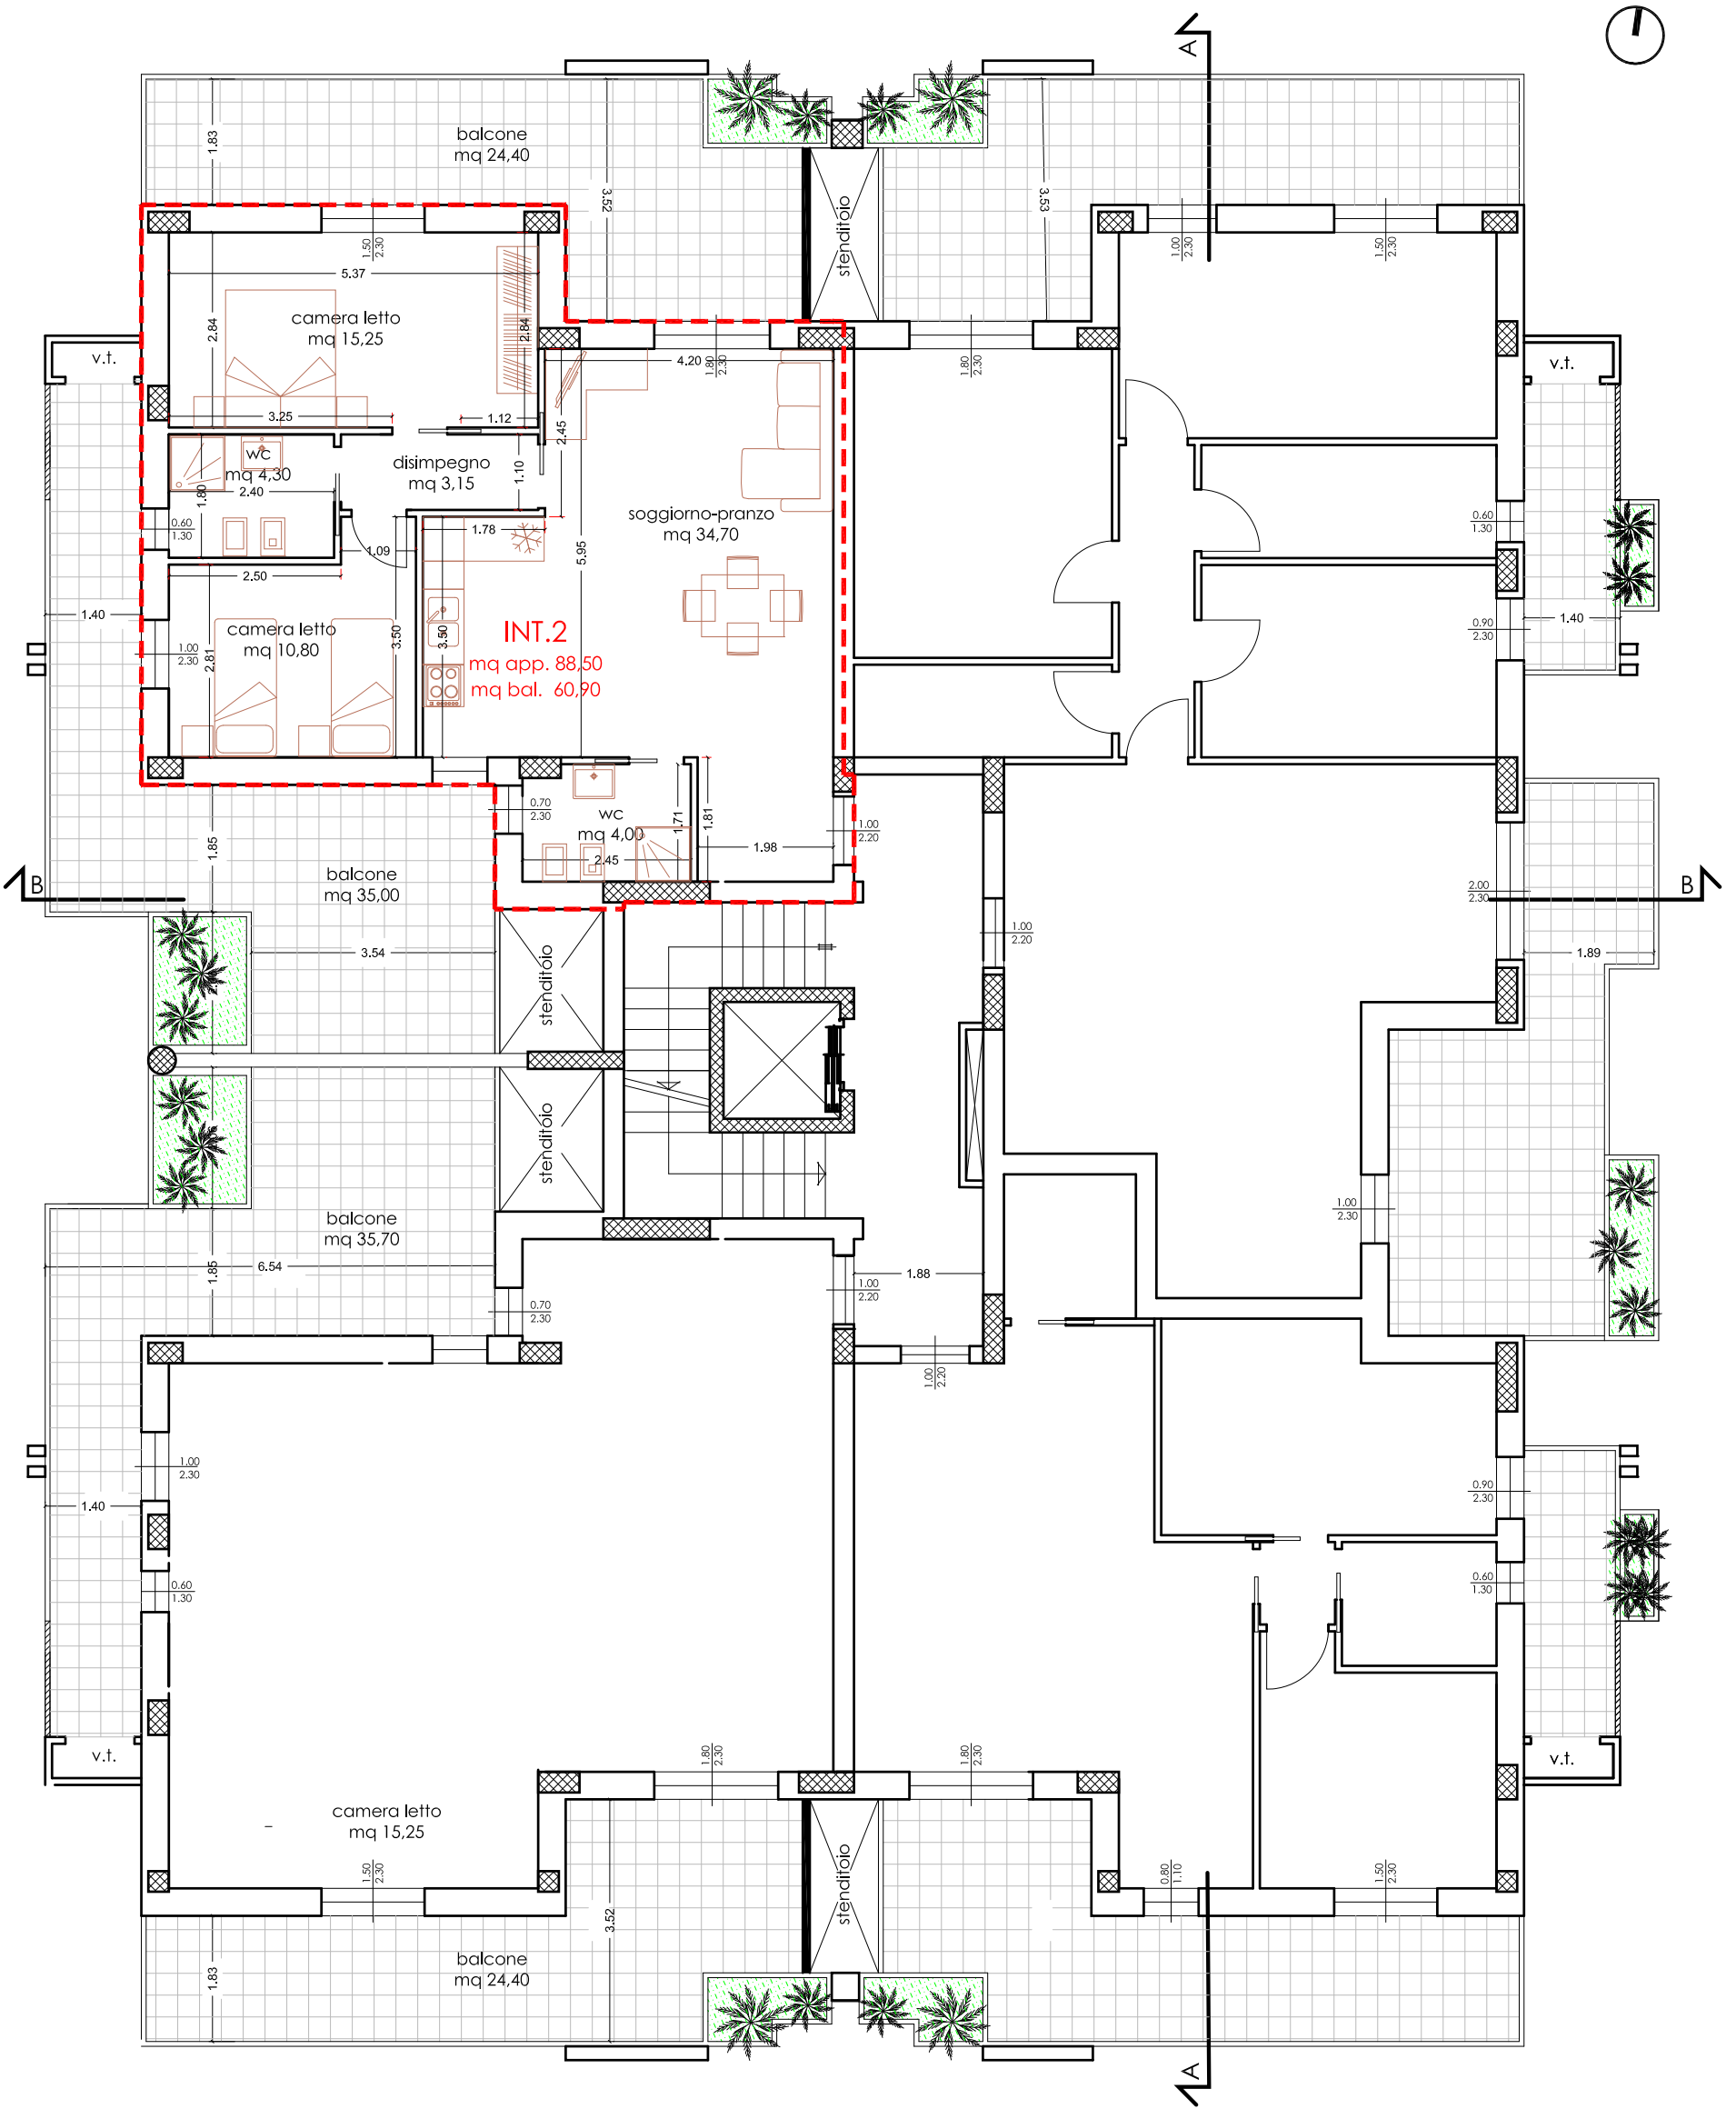 A
balcone
mq 24,40
1.83
3.52
3.53
stenditoio
1.50
2.30
1.00
2.30
1.50
2.30
5.37
camera letto
mq 15,25
2.84
2.84
v.t.
v.t.
4.20
1.80
2.30
1.80
2.30
3.25
1.12
2.45
wc
mq 4,30
disimpegno
mq 3,15
1.10
2.40
1.80
soggiorno-pranzo
mq 34,70
0.60
1.30
1.78
0.60
1.30
1.09
5.95
2.50
1.40
1.40
camera letto
mq 10,80
3.50
3.50
INT.2
0.90
2.30
1.00
2.30
2.81
mq app. 88,50
mq bal. 60,90
0.70
2.30
wc
mq 4,00
1.71
1.81
1.00
2.20
1.85
2.45
1.98
balcone
mq 35,00
B
2.00
2.30
B
1.00
2.20
3.54
1.89
stenditoio
stenditoio
balcone
mq 35,70
1.00
2.30
1.85
6.54
1.88
1.00
2.20
0.70
2.30
1.00
2.20
1.00
2.30
1.40
0.90
2.30
0.60
1.30
0.60
1.30
v.t.
v.t.
1.80
2.30
1.80
2.30
camera letto
mq 15,25
1.50
2.30
0.80
1.10
1.50
2.30
stenditoio
3.52
balcone
mq 24,40
1.83
A